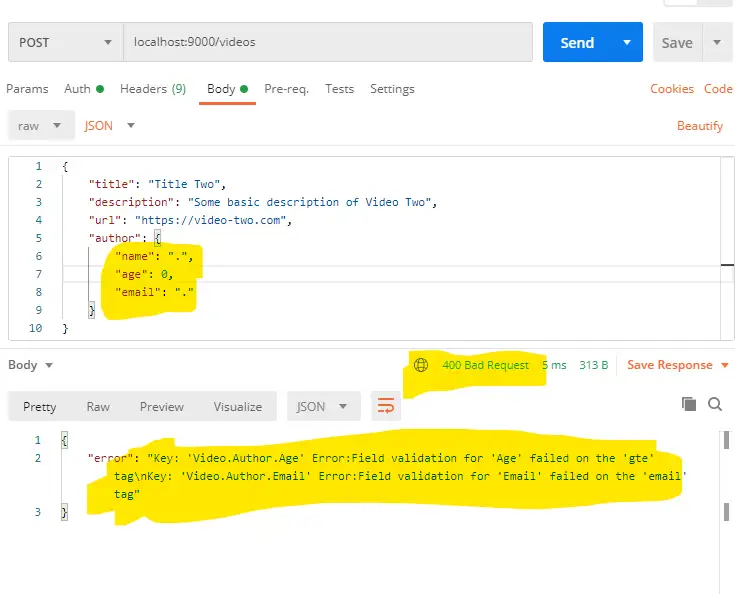 POST localhost:9000/videos Send Save
Params Auth Headers (9) Body Pre-req. Tests Settings Cookies Code
raw JSON Beautify
1 {
2 "title": "Title Two",
3 "description": "Some basic description of Video Two",
4 "url": "https://video-two.com",
5 "author": {
6 "name": ".",
7 "age": 0,
8 "email": "."
9 }
10 }
Body 400 Bad Request 5 ms 313 B Save Response
Pretty Raw Preview Visualize JSON
1 {
2 "error": "Key: 'Video.Author.Age' Error:Field validation for 'Age' failed on the 'gte'
tag\nKey: 'Video.Author.Email' Error:Field validation for 'Email' failed on the 'email'
tag"
3 }